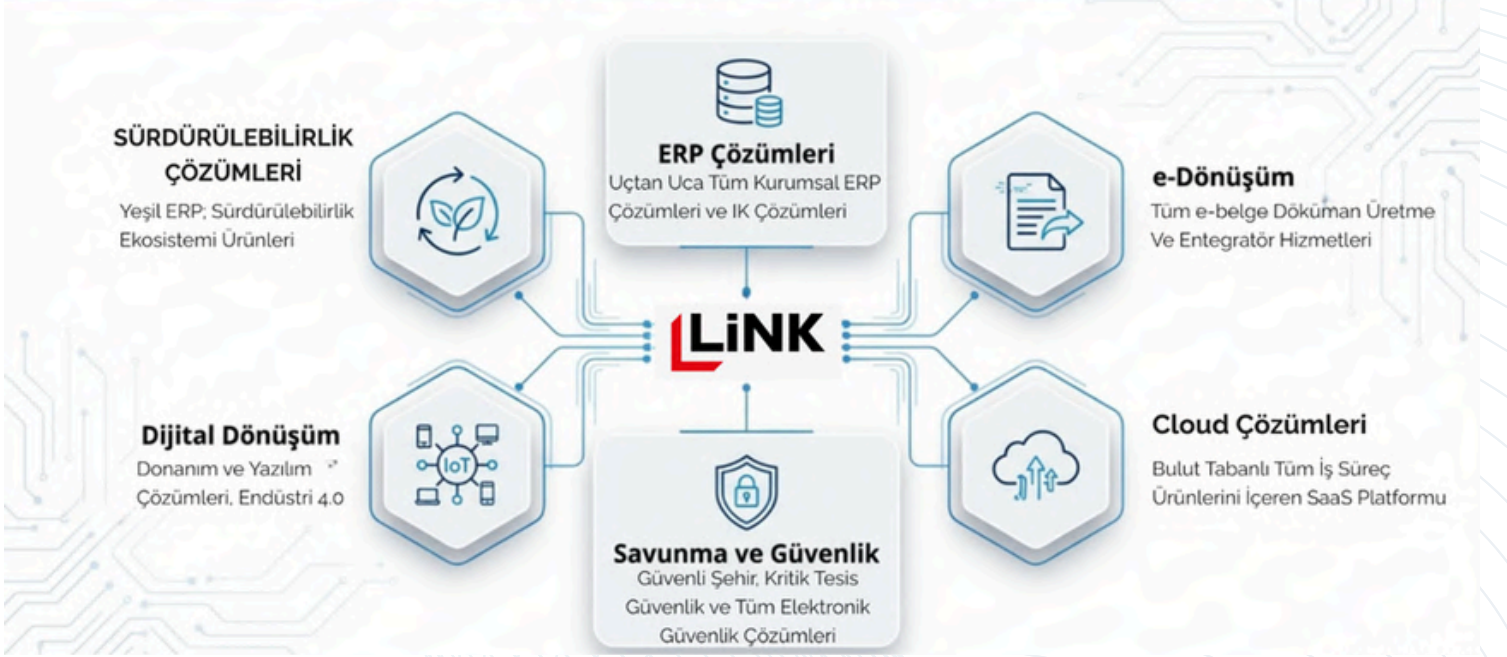 SÜRDÜRÜLEBİLİRLİK
ÇÖZÜMLERİ
Yeşil ERP; Sürdürülebilirlik
Ekosistemi Ürünleri
ERP Çözümleri
Uçtan Uca Tüm Kurumsal ERP
Çözümleri ve IK Çözümleri
e-Dönüşüm
Tüm e-belge Döküman Üretme
Ve Entegratör Hizmetleri
LiNK
Dijital Dönüşüm
Donanım ve Yazılım
Çözümleri, Endüstri 4.0
IoT
Savunma ve Güvenlik
Güvenli Şehir, Kritik Tesis
Güvenlik ve Tüm Elektronik
Güvenlik Çözümleri
Cloud Çözümleri
Bulut Tabanlı Tüm İş Süreç
Ürünlerini İçeren SaaS Platformu